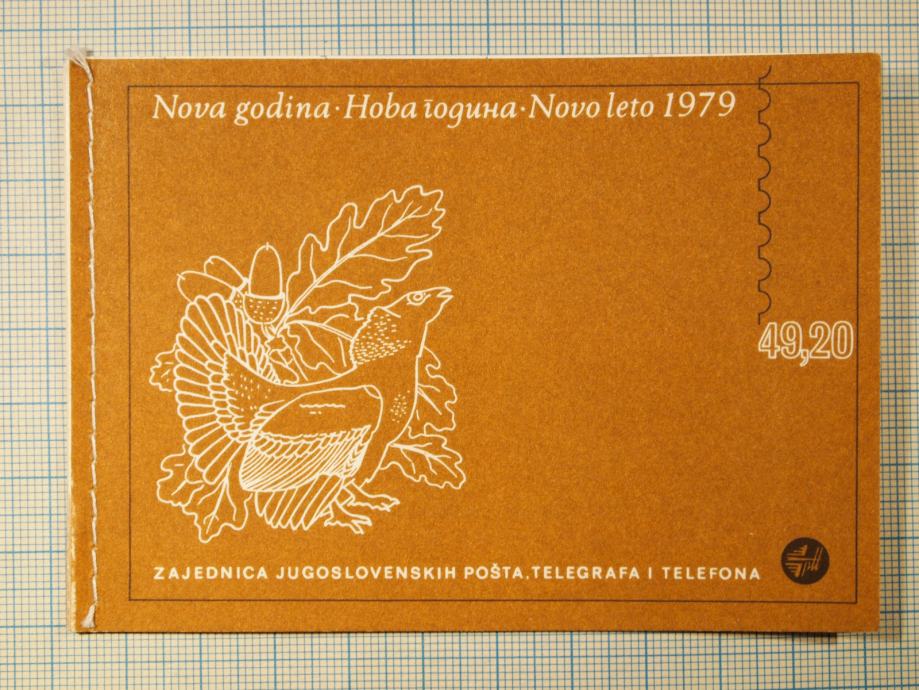 Nova godina · Нова година · Novo leto 1979
49,20
ZAJEDNICA JUGOSLOVENSKIH POŠTA, TELEGRAFA I TELEFONA